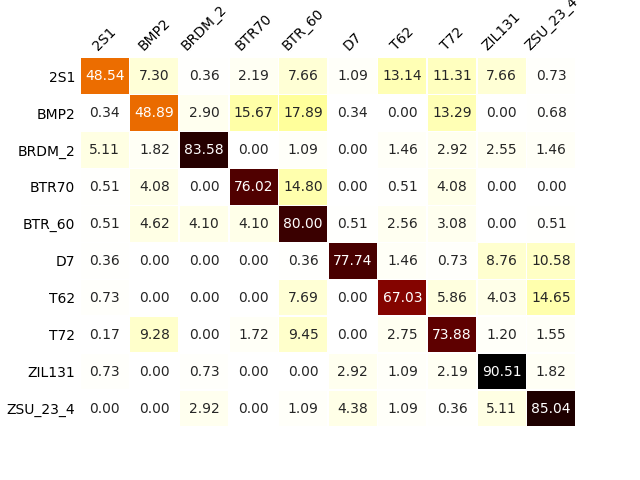 2S1 BMP2 BRDM_2 BTR70 BTR_60 D7 T62 T72 ZIL131 ZSU_23_4
2S1 48.54 7.30 0.36 2.19 7.66 1.09 13.14 11.31 7.66 0.73
BMP2 0.34 48.89 2.90 15.67 17.89 0.34 0.00 13.29 0.00 0.68
BRDM_2 5.11 1.82 83.58 0.00 1.09 0.00 1.46 2.92 2.55 1.46
BTR70 0.51 4.08 0.00 76.02 14.80 0.00 0.51 4.08 0.00 0.00
BTR_60 0.51 4.62 4.10 4.10 80.00 0.51 2.56 3.08 0.00 0.51
D7 0.36 0.00 0.00 0.00 0.36 77.74 1.46 0.73 8.76 10.58
T62 0.73 0.00 0.00 0.00 7.69 0.00 67.03 5.86 4.03 14.65
T72 0.17 9.28 0.00 1.72 9.45 0.00 2.75 73.88 1.20 1.55
ZIL131 0.73 0.00 0.73 0.00 0.00 2.92 1.09 2.19 90.51 1.82
ZSU_23_4 0.00 0.00 2.92 0.00 1.09 4.38 1.09 0.36 5.11 85.04